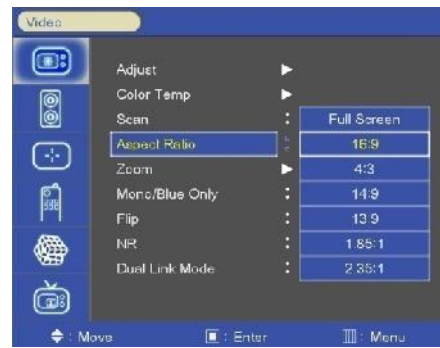 Video
Adjust
Color Temp
Scan : Full Screen
Aspect Ratio : 16:9
Zoom 4:3
Mono/Blue Only : 14:9
Flip : 13:9
NR : 1.85:1
Dual Link Mode : 2.35:1
: Move : Enter : Menu